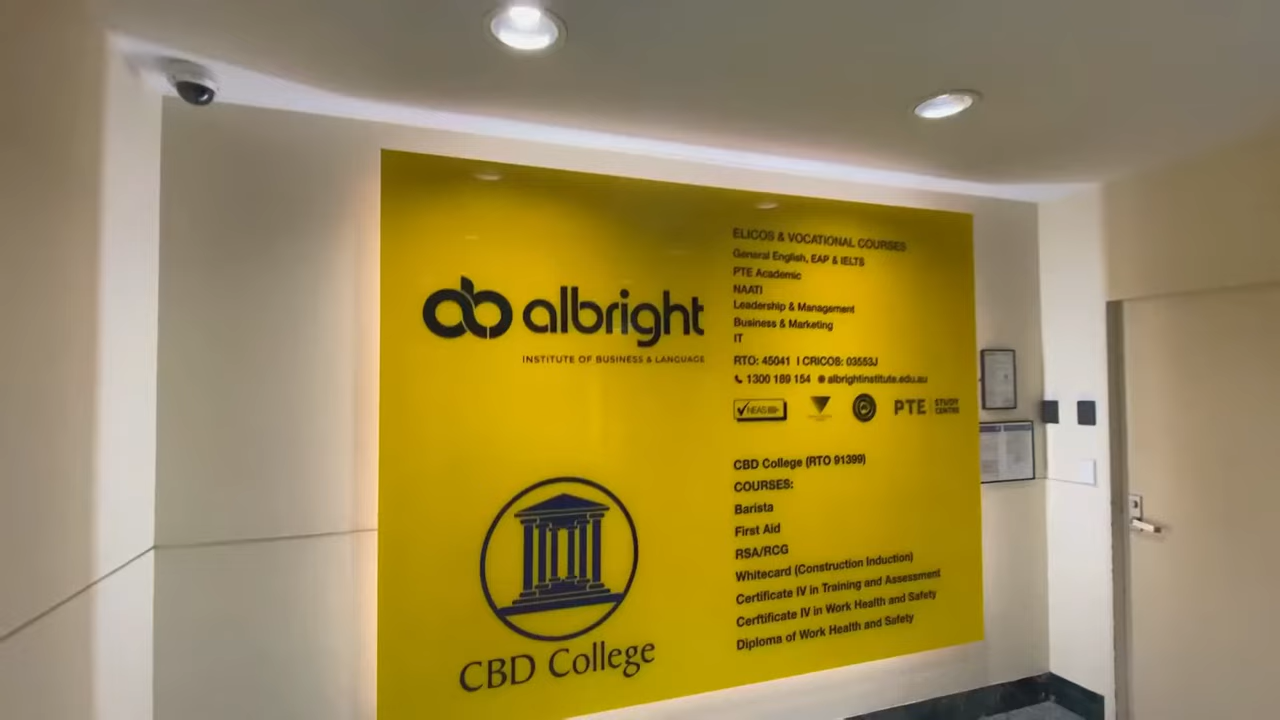 albright
INSTITUTE OF BUSINESS & LANGUAGE
ELICOS & VOCATIONAL COURSES
General English, EAP & IELTS
PTE Academic
NAATI
Leadership & Management
Business & Marketing
IT
RTO: 45041 I CRICOS: 03553J
1300 189 154 albrightinstitute.edu.au
NEAS
PTE STUDY CENTRE
CBD College
CBD College (RTO 91399)
COURSES:
Barista
First Aid
RSA/RCG
Whitecard (Construction Induction)
Certificate IV in Training and Assessment
Cerftificate IV in Work Health and Safety
Diploma of Work Health and Safety